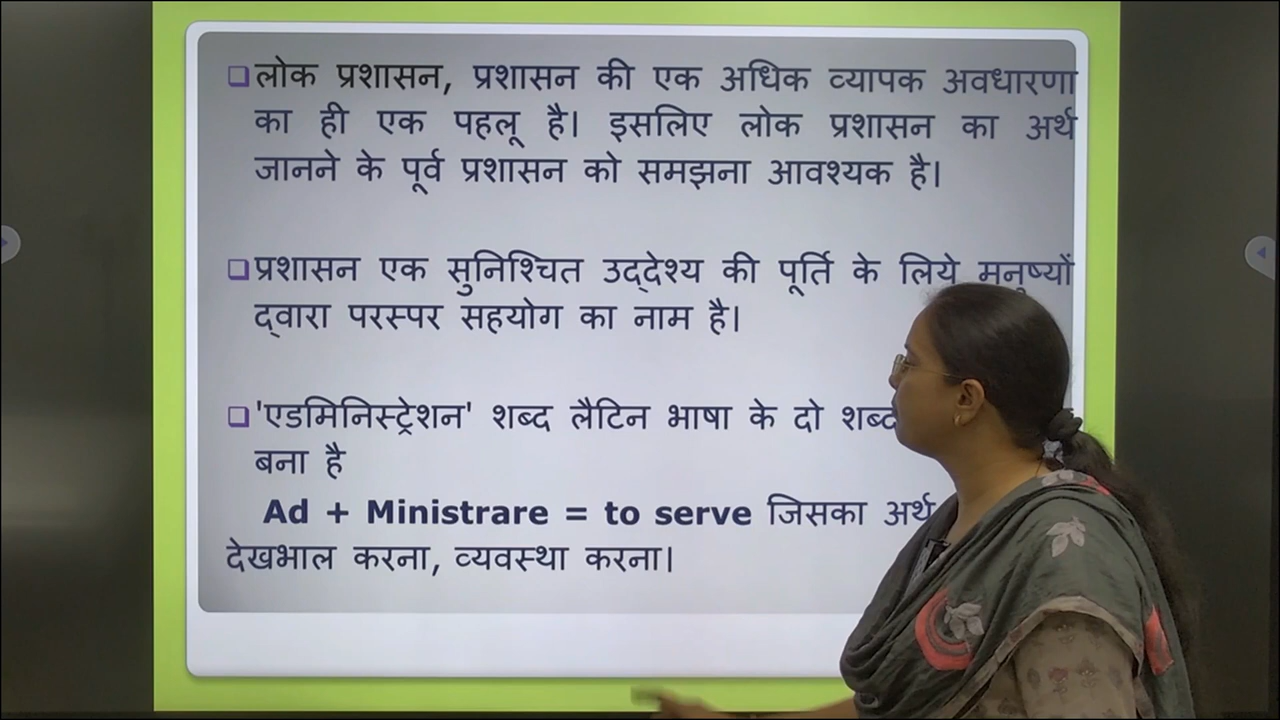 लोक प्रशासन, प्रशासन की एक अधिक व्यापक अवधारणा
का ही एक पहलू है। इसलिए लोक प्रशासन का अर्थ
जानने के पूर्व प्रशासन को समझना आवश्यक है।
प्रशासन एक सुनिश्चित उद्देश्य की पूर्ति के लिये मनुष्यों
द्वारा परस्पर सहयोग का नाम है।
'एडमिनिस्ट्रेशन' शब्द लैटिन भाषा के दो शब्द
बना है
Ad + Ministrare = to serve जिसका अर्थ
देखभाल करना, व्यवस्था करना।